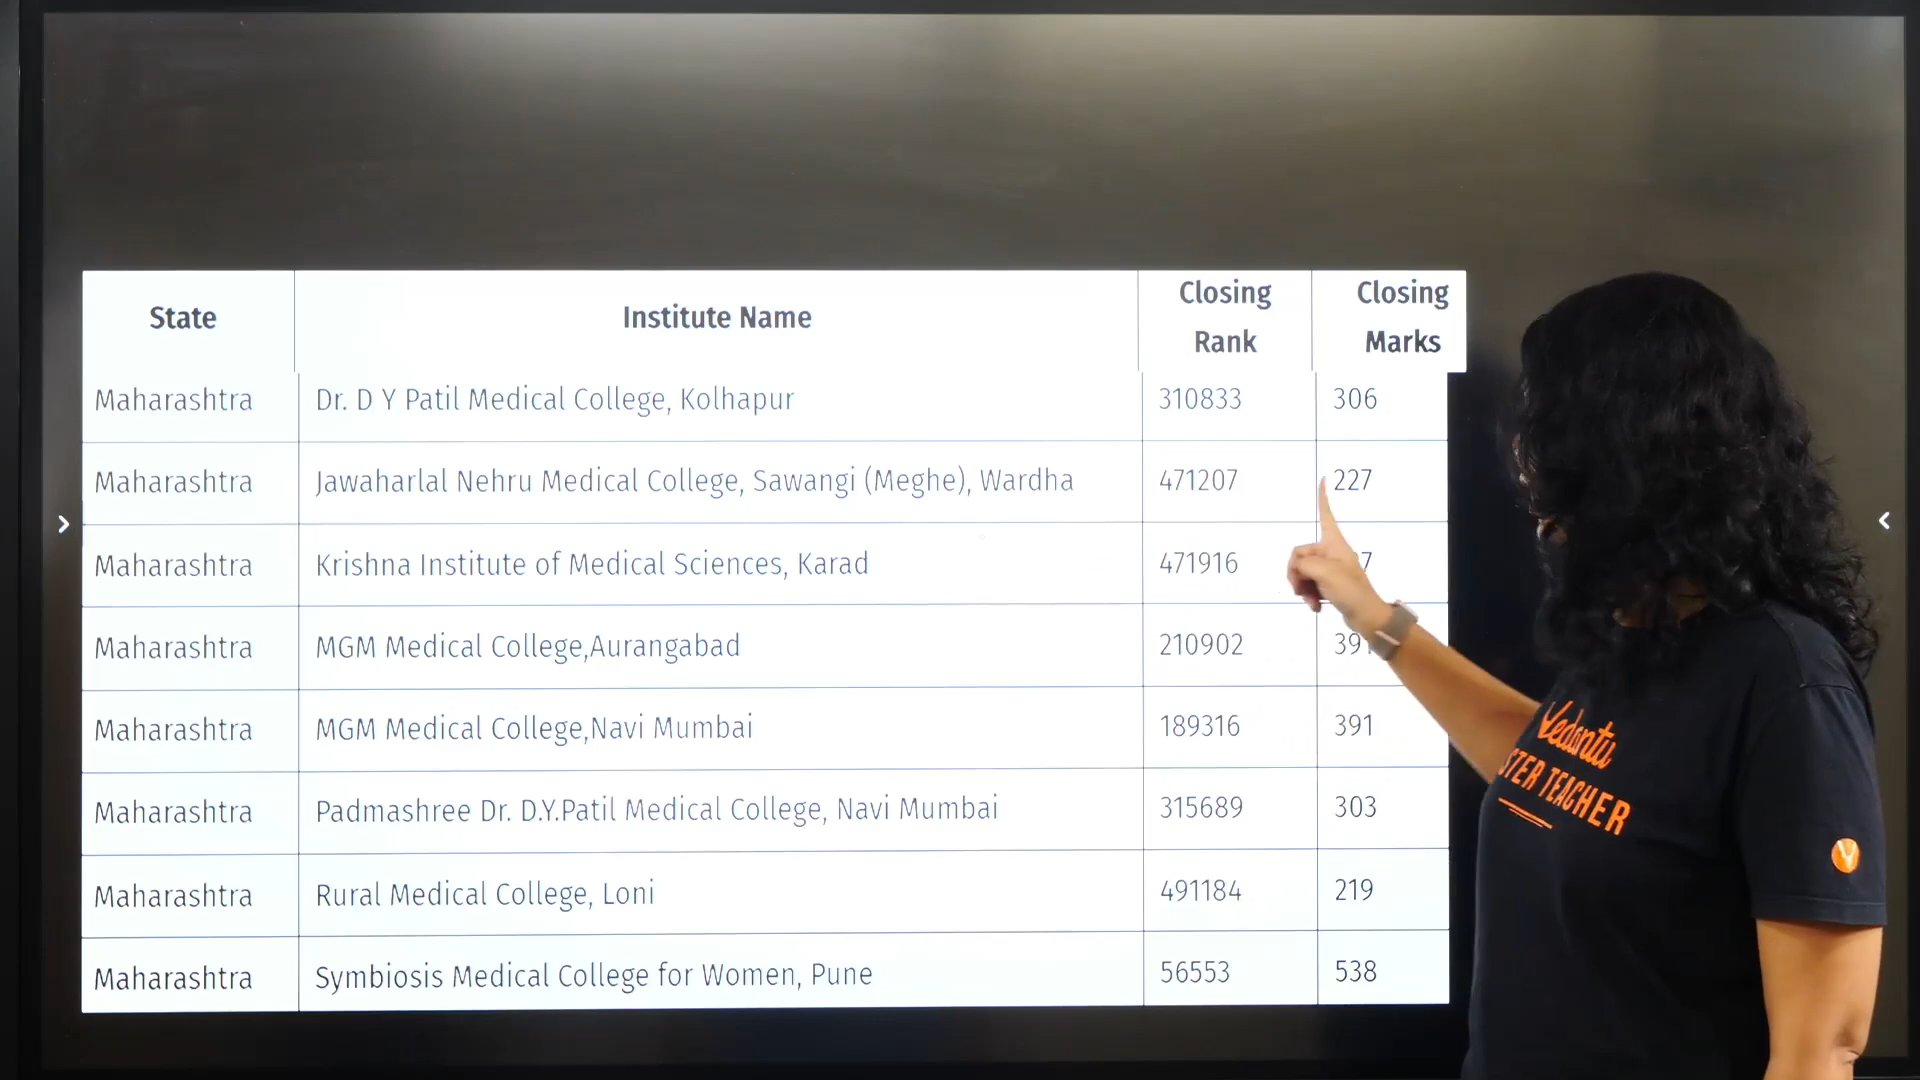 State Institute Name Closing Rank Closing Marks
Maharashtra Dr. D Y Patil Medical College, Kolhapur 310833 306
Maharashtra Jawaharlal Nehru Medical College, Sawangi (Meghe), Wardha 471207 227
Maharashtra Krishna Institute of Medical Sciences, Karad 471916
Maharashtra MGM Medical College,Aurangabad 210902 391
Maharashtra MGM Medical College,Navi Mumbai 189316 391
Maharashtra Padmashree Dr. D.Y.Patil Medical College, Navi Mumbai 315689 303
Maharashtra Rural Medical College, Loni 491184 219
Maharashtra Symbiosis Medical College for Women, Pune 56553 538
Vedantu
TEACHER